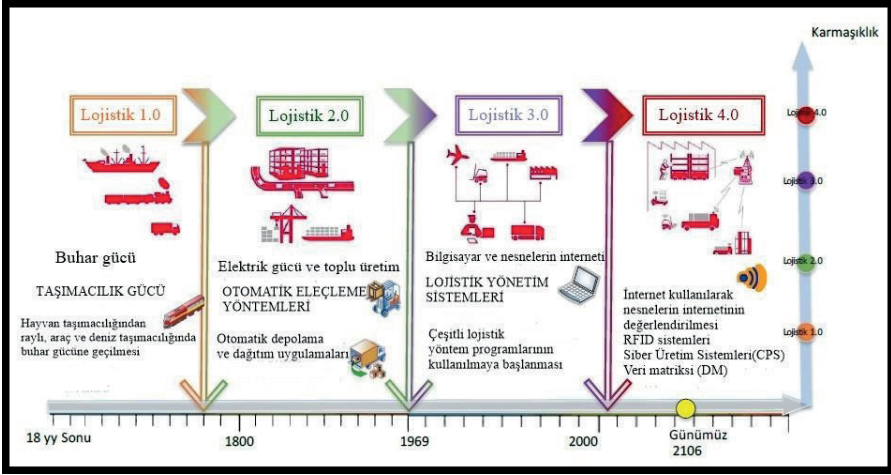 Karmaşıklık
Lojistik 1.0
Lojistik 2.0
Lojistik 3.0
Lojistik 4.0
Lojistik 4.0
Lojistik 3.0
Lojistik 2.0
Lojistik 1.0
Buhar gücü
TAŞIMACILIK GÜCÜ
Hayvan taşımacılığından
raylı, araç ve deniz taşımacılığında
buhar gücüne geçilmesi
Elektrik gücü ve toplu üretim
OTOMATİK ELEÇLEME
YÖNTEMLERİ
Otomatik depolama
ve dağıtım uygulamaları
Bilgisayar ve nesnelerin interneti
LOJİSTİK YÖNETİM
SİSTEMLERİ
Çeşitli lojistik
yöntem programlarının
kullanılmaya başlanması
İnternet kullanılarak
nesnelerin internetinin
değerlendirilmesi
RFID sistemleri
Siber Üretim Sistemleri(CPS)
Veri matriksi (DM)
18 yy Sonu
1800
1969
2000
Günümüz
2106